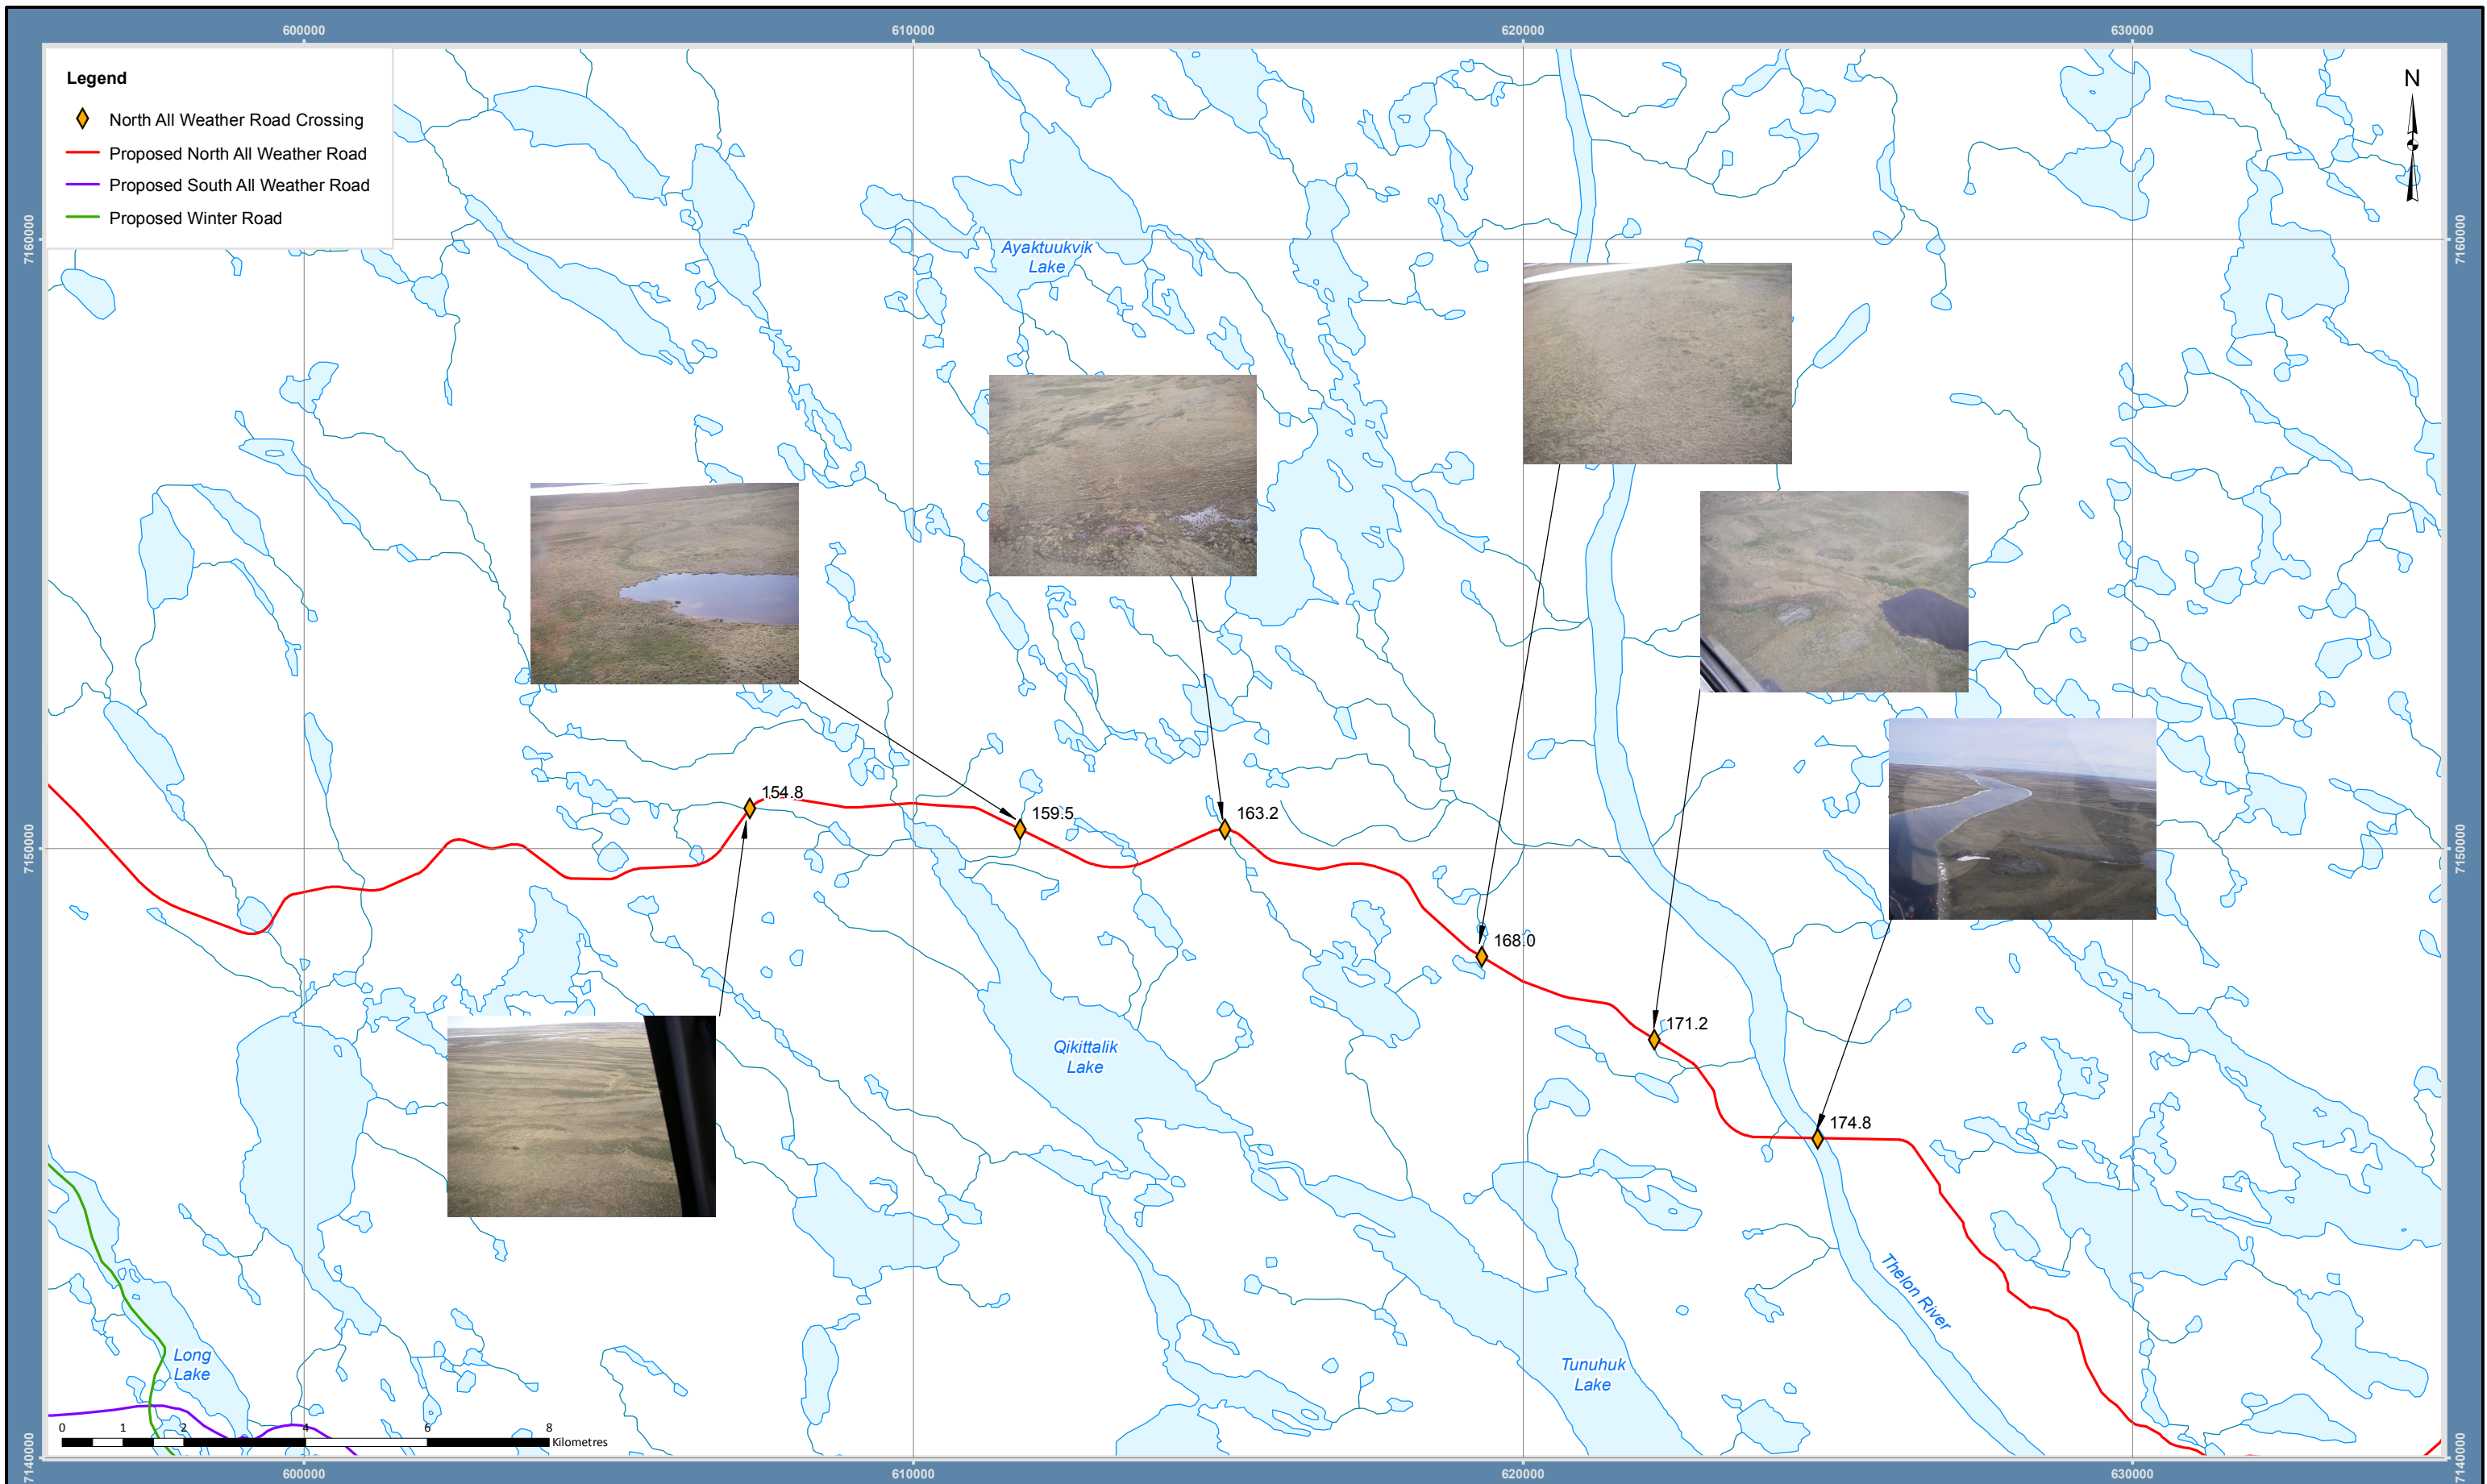 600000
610000
620000
630000
Legend
North All Weather Road Crossing
Proposed North All Weather Road
Proposed South All Weather Road
Proposed Winter Road
N
7160000
7160000
Ayaktuukvik
Lake
154.8
159.5
163.2
7150000
7150000
168.0
171.2
Qikittalik
Lake
174.8
Thelon River
Long
Lake
Tunuhuk
Lake
0
1
2
4
6
8
Kilometres
7140000
7140000
600000
610000
620000
630000